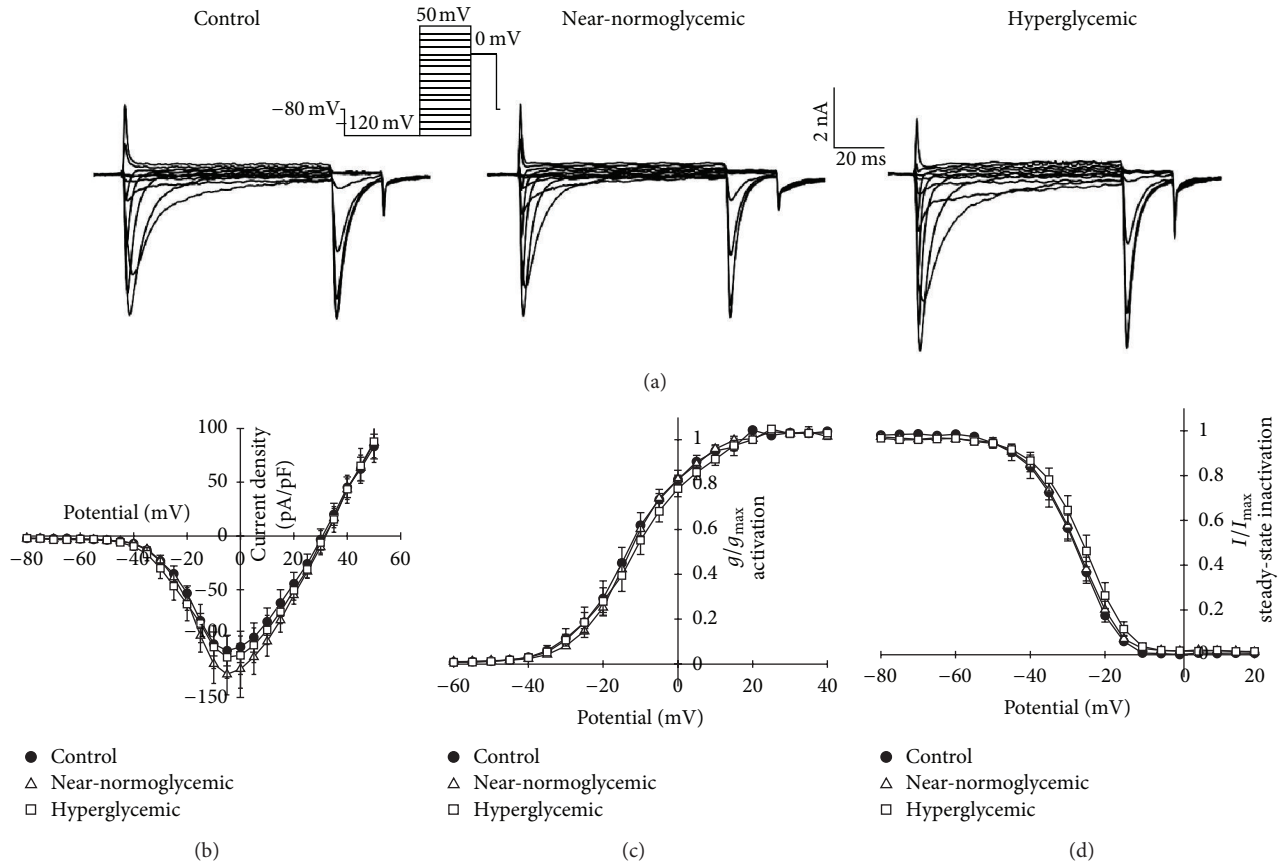 Control
50 mV
0 mV
−80 mV
−120 mV
Near-normoglycemic
Hyperglycemic
2 nA
20 ms
(a)
100
50
0
−50
−100
−150
Potential (mV)
Current density
(pA/pF)
−80 −60 −40 −20 0 20 40 60
Control
Near-normoglycemic
Hyperglycemic
(b)
1
0.8
0.6
0.4
0.2
0
g/gmax
activation
−60 −40 −20 0 20 40
Potential (mV)
Control
Near-normoglycemic
Hyperglycemic
(c)
1
0.8
0.6
0.4
0.2
0
I/Imax
steady-state inactivation
−80 −60 −40 −20 0 20
Potential (mV)
Control
Near-normoglycemic
Hyperglycemic
(d)